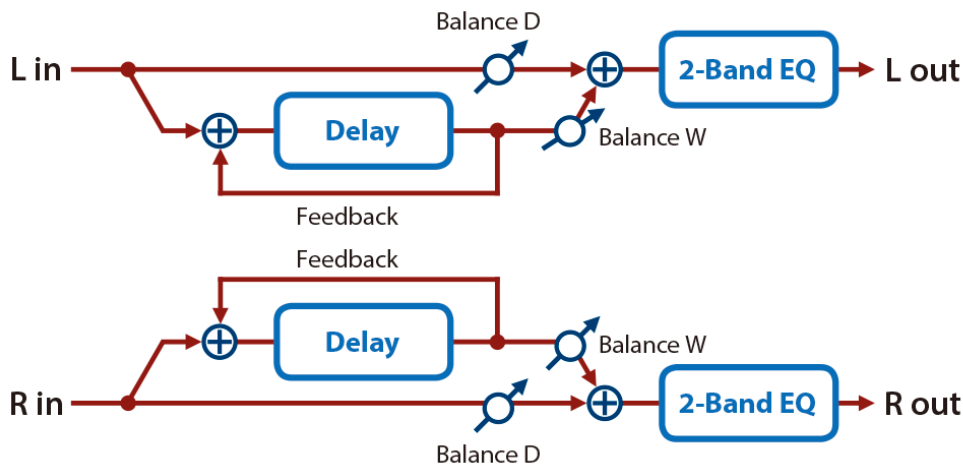 Balance D
L in
2-Band EQ
L out
Delay
Balance W
Feedback
Feedback
Delay
Balance W
R in
2-Band EQ
R out
Balance D